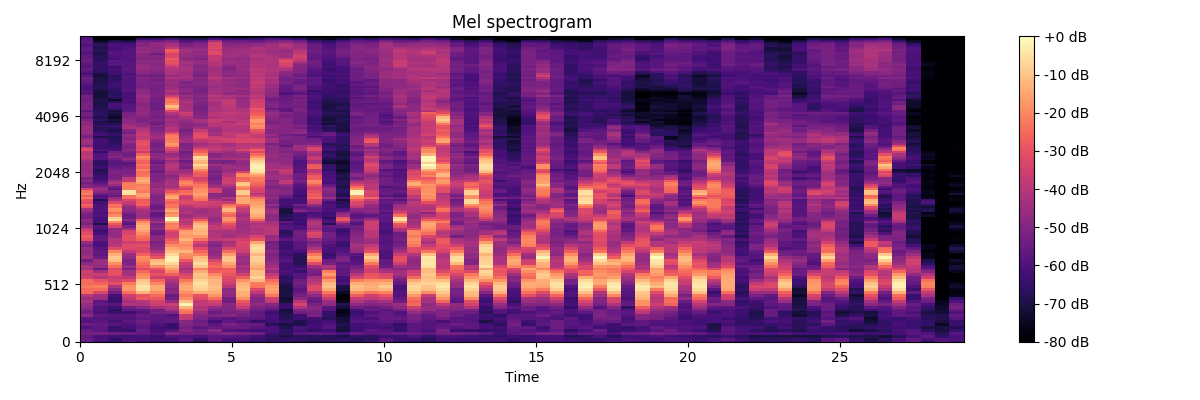 Mel spectrogram
+0 dB
8192
-10 dB
4096
-20 dB
-30 dB
Hz
2048
-40 dB
1024
-50 dB
-60 dB
512
-70 dB
0
-80 dB
0 5 10 15 20 25
Time